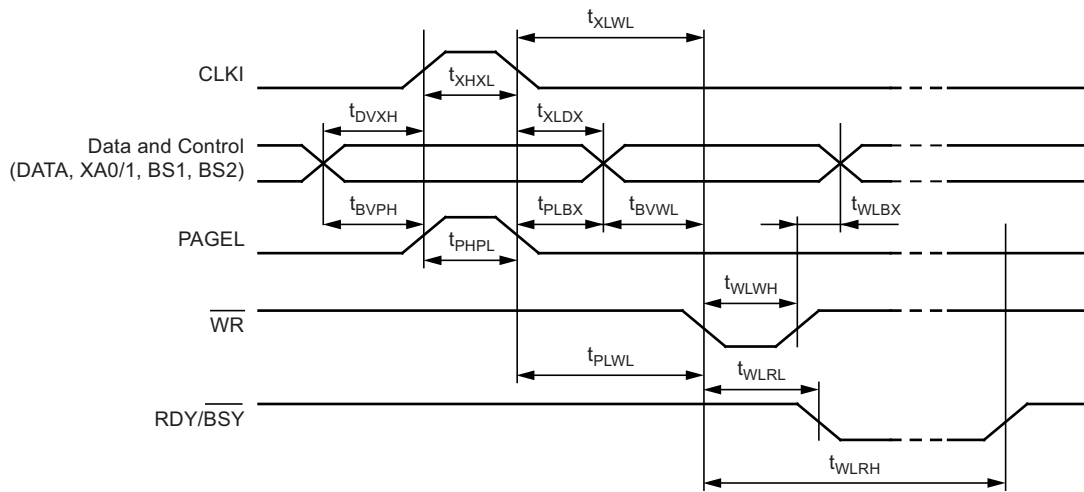 tXLWL
CLKI
tXHXL
tDVXH
tXLDX
Data and Control
(DATA, XA0/1, BS1, BS2)
tBVPH
tPLBX
tBVWL
tWLBX
PAGEL
tPHPL
tWLWH
WR
tPLWL
tWLRL
RDY/BSY
tWLRH